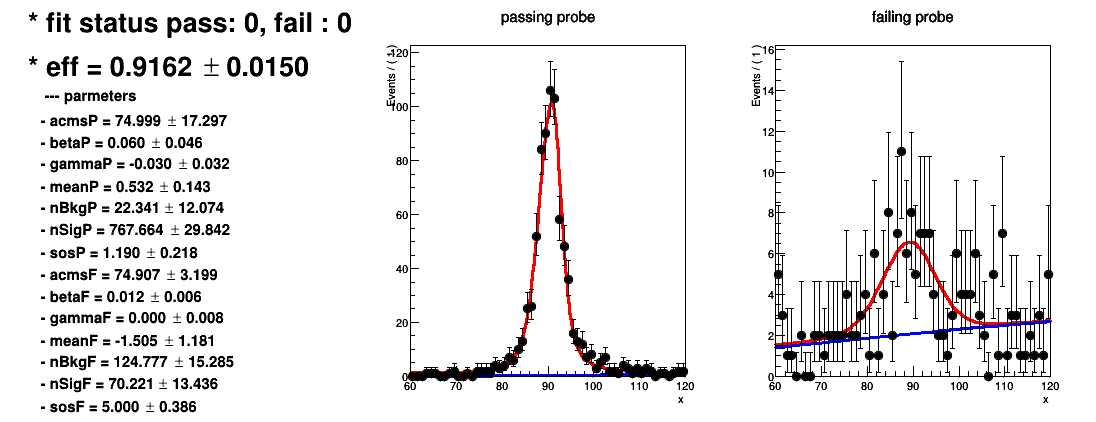 * fit status pass: 0, fail : 0
* eff = 0.9162 ± 0.0150
--- parmeters
- acmsP = 74.999 ± 17.297
- betaP = 0.060 ± 0.046
- gammaP = -0.030 ± 0.032
- meanP = 0.532 ± 0.143
- nBkgP = 22.341 ± 12.074
- nSigP = 767.664 ± 29.842
- sosP = 1.190 ± 0.218
- acmsF = 74.907 ± 3.199
- betaF = 0.012 ± 0.006
- gammaF = 0.000 ± 0.008
- meanF = -1.505 ± 1.181
- nBkgF = 124.777 ± 15.285
- nSigF = 70.221 ± 13.436
- sosF = 5.000 ± 0.386
passing probe
Events / ( 1 )
120
100
80
60
40
20
0
60 70 80 90 100 110 120
x
failing probe
Events / ( 1 )
16
14
12
10
8
6
4
2
0
60 70 80 90 100 110 120
x